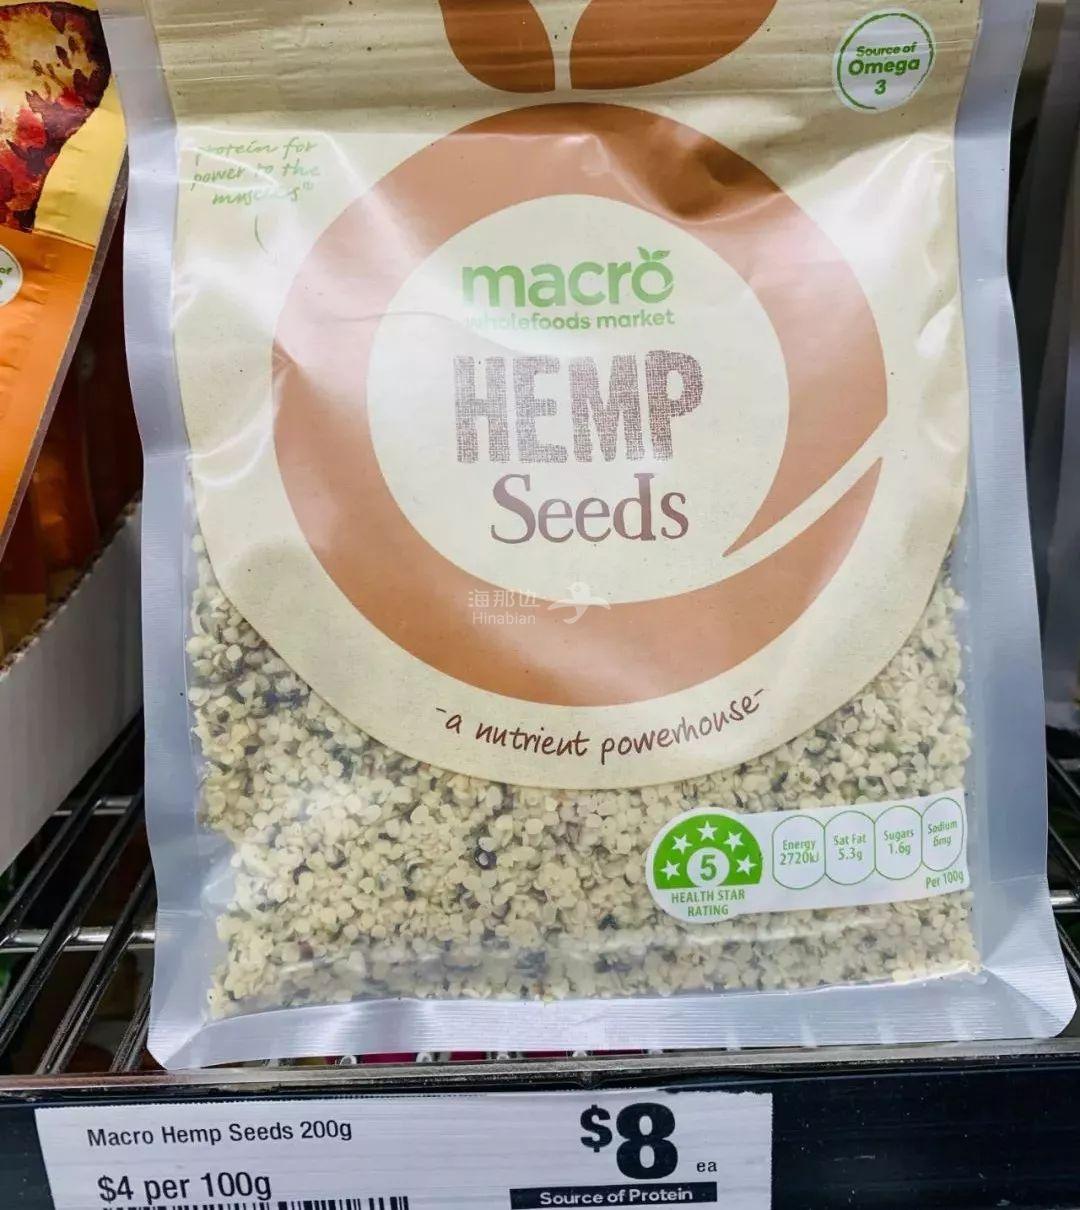 Source of
Omega
3
protein for
power to the
muscles
macro
wholefoods market
HEMP
Seeds
海那边
Hinabian
-a nutrient powerhouse-
5
HEALTH STAR
RATING
Energy
2720kJ
Sat Fat
5.3g
Sugars
1.6g
Sodium
6mg
Per 100g
of
Macro Hemp Seeds 200g
$8
ea
$4 per 100g
Source of Protein